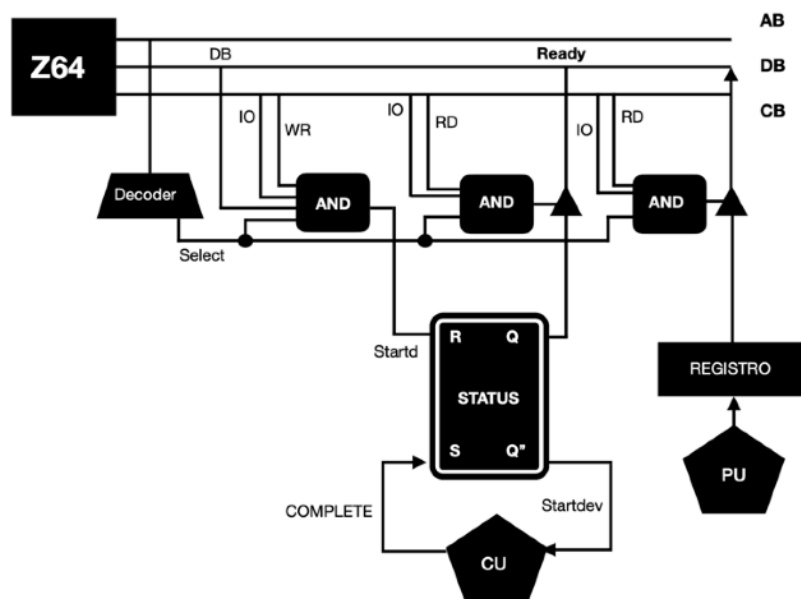 AB
Z64
DB
Ready
DB
CB
IO
WR
IO
RD
IO
RD
Decoder
AND
AND
AND
Select
Startd
R
Q
STATUS
S
Q"
REGISTRO
PU
COMPLETE
Startdev
CU